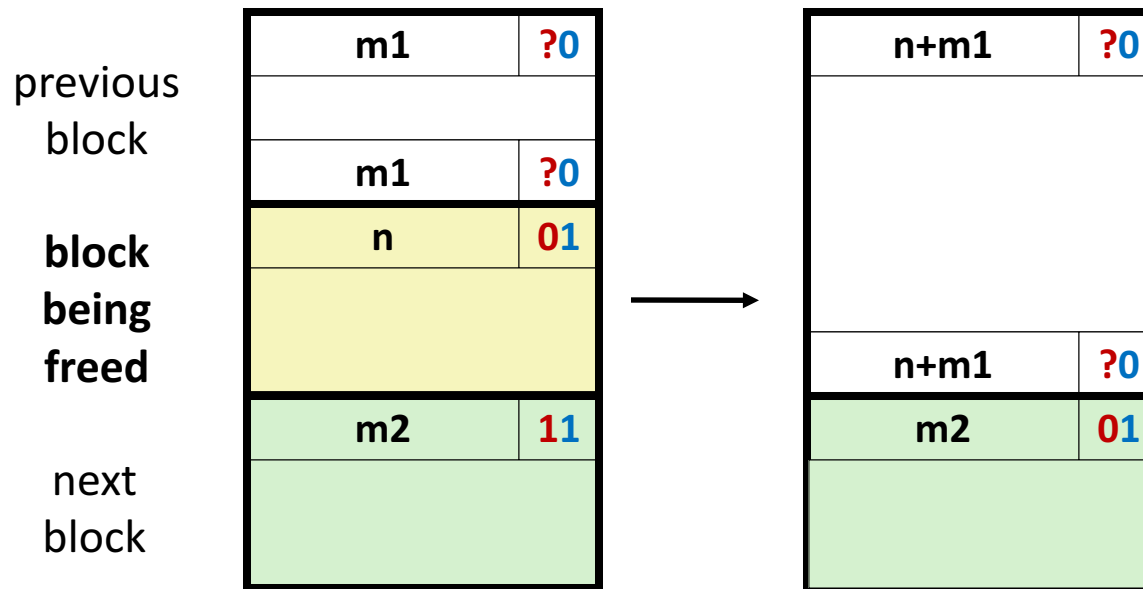 m1 ?0 n+m1 ?0
previous
block
m1 ?0
n 01
block
being
freed
n+m1 ?0
m2 11 m2 01
next
block